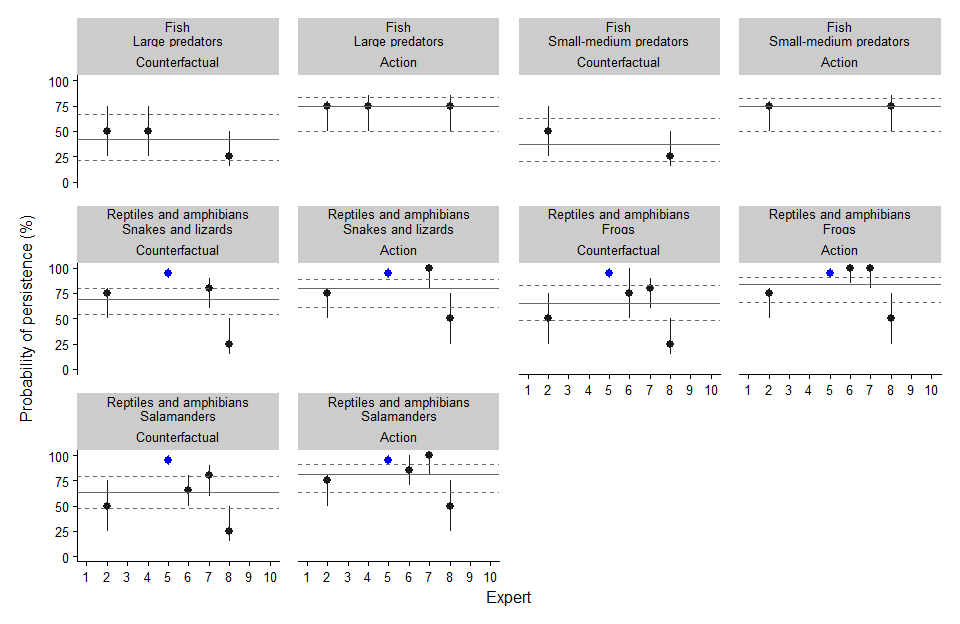 Fish
Large predators
Counterfactual
Fish
Large predators
Action
Fish
Small-medium predators
Counterfactual
Fish
Small-medium predators
Action
100
75
50
25
0
Reptiles and amphibians
Snakes and lizards
Counterfactual
Reptiles and amphibians
Snakes and lizards
Action
Reptiles and amphibians
Frogs
Counterfactual
Reptiles and amphibians
Frogs
Action
100
75
50
25
0
Probability of persistence (%)
1 2 3 4 5 6 7 8 9 10
1 2 3 4 5 6 7 8 9 10
Reptiles and amphibians
Salamanders
Counterfactual
Reptiles and amphibians
Salamanders
Action
100
75
50
25
0
1 2 3 4 5 6 7 8 9 10
1 2 3 4 5 6 7 8 9 10
Expert